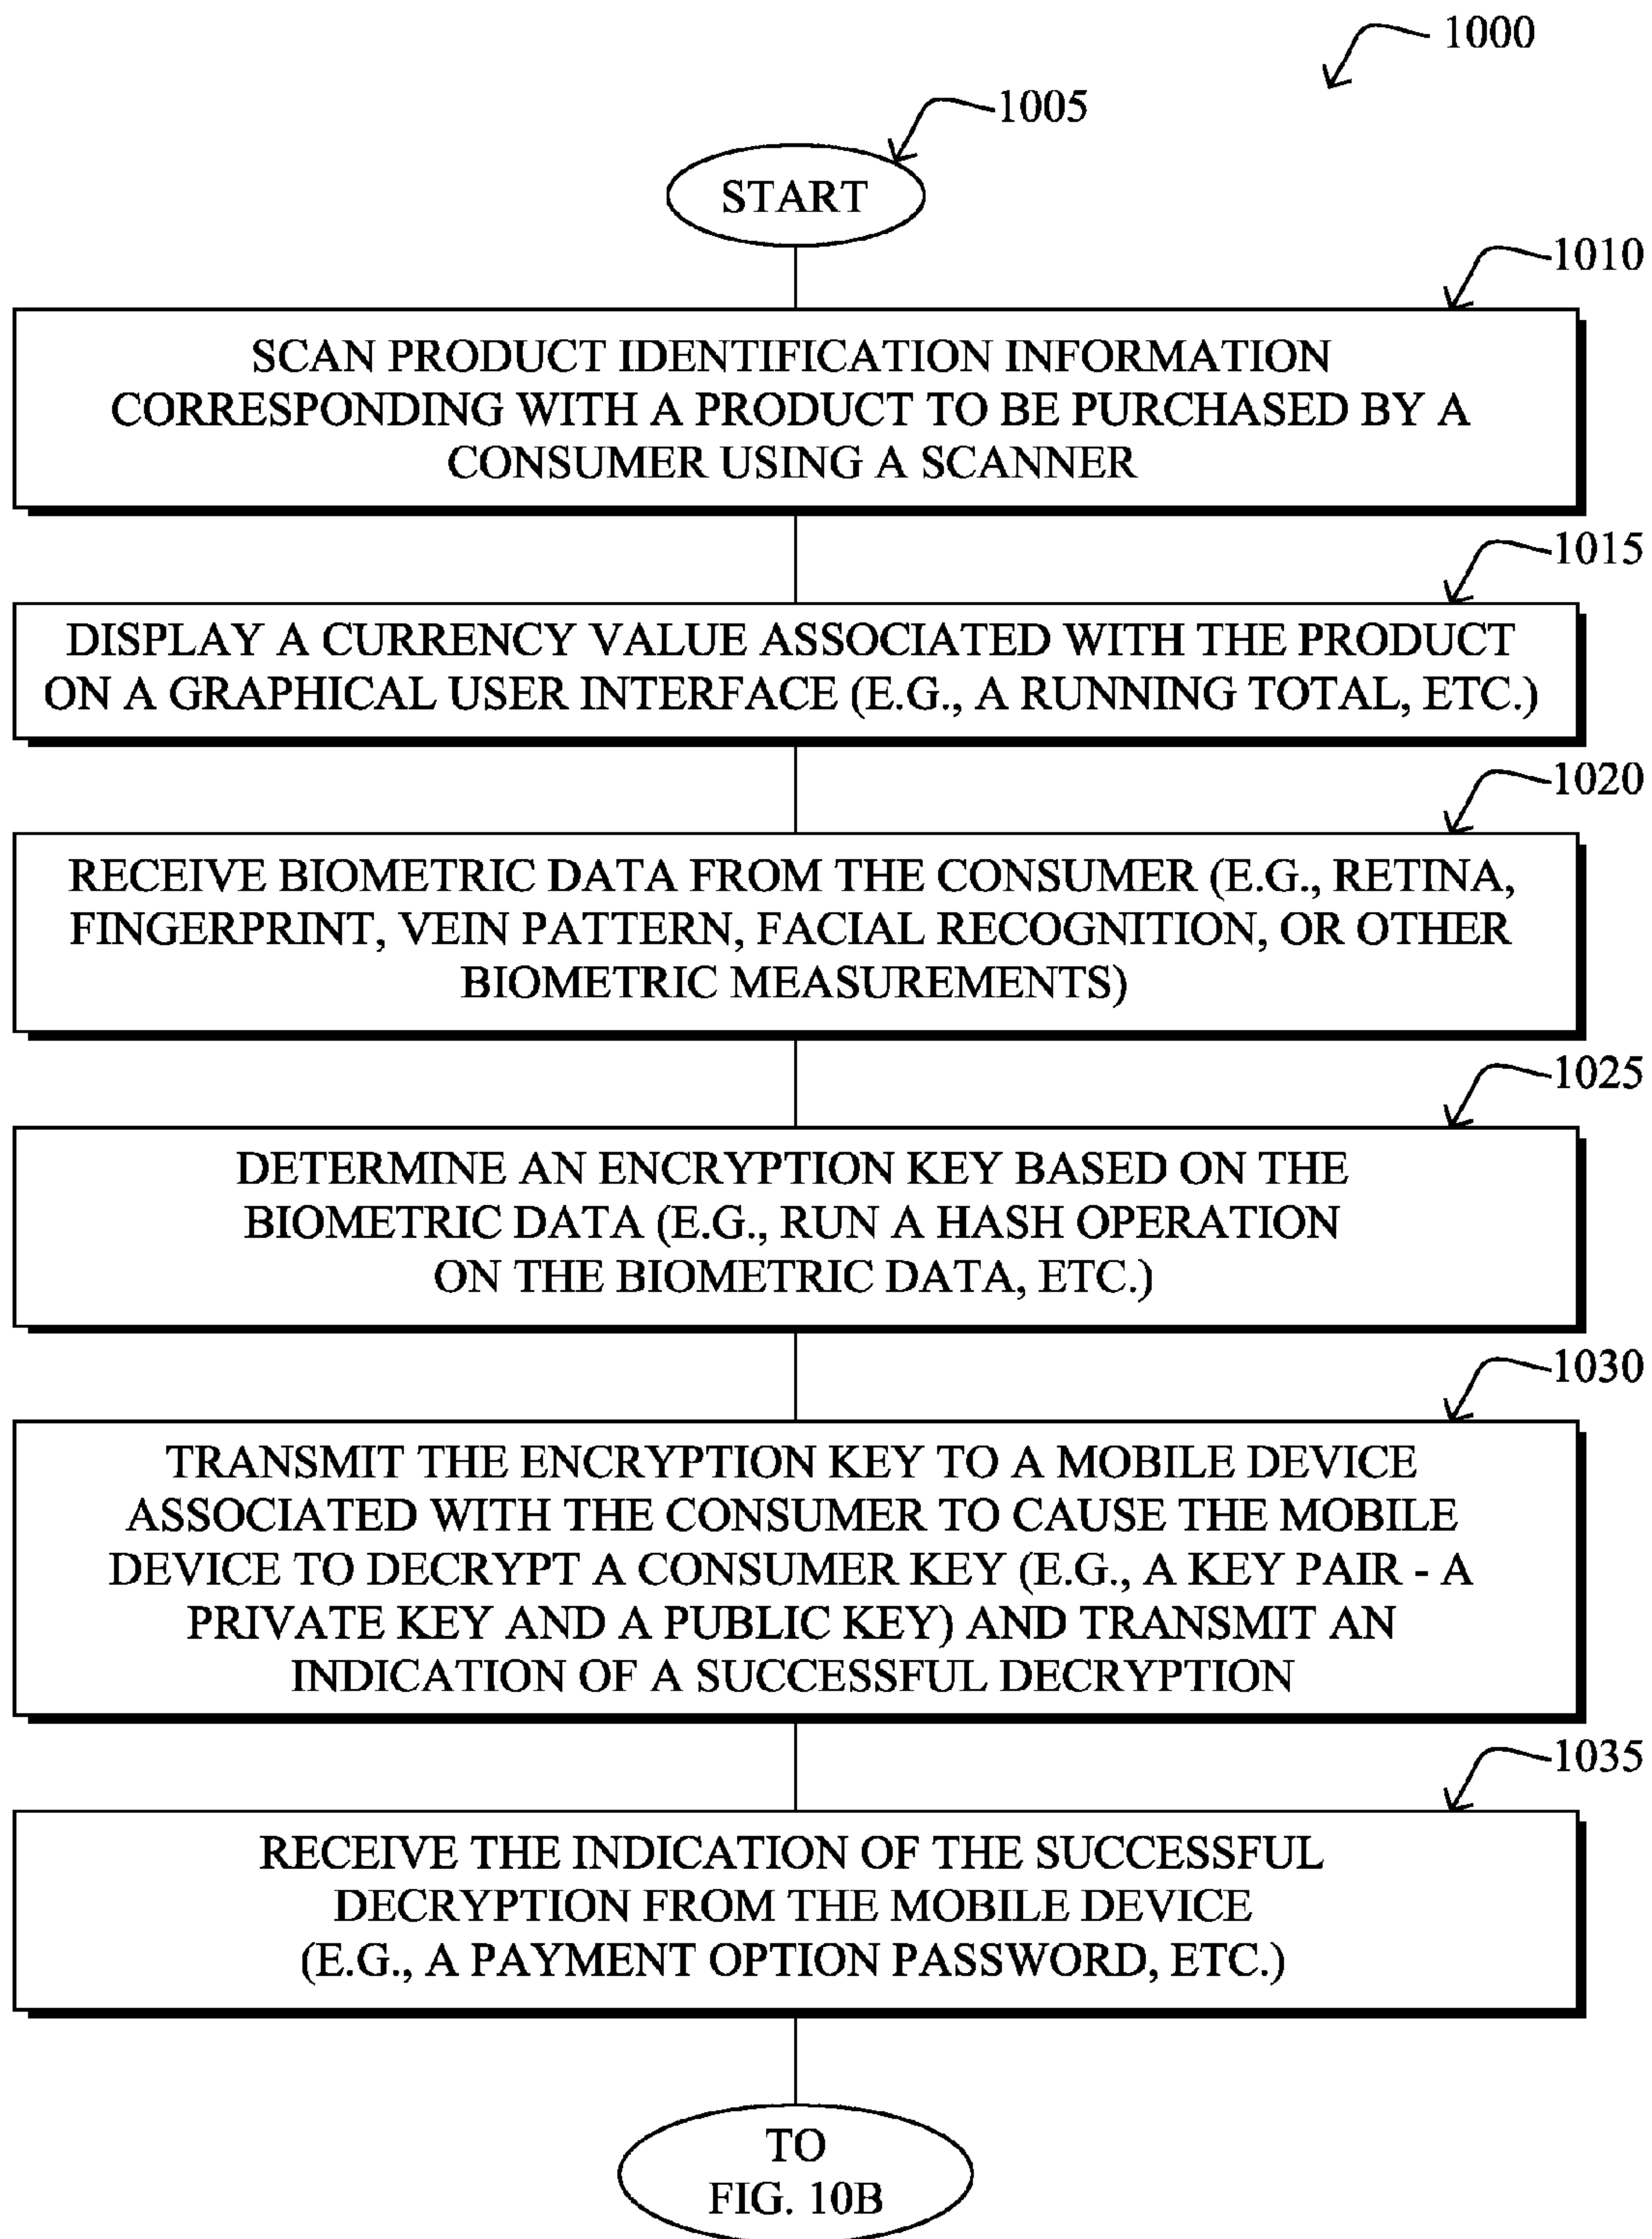 1000
1005
START
1010
SCAN PRODUCT IDENTIFICATION INFORMATION
CORRESPONDING WITH A PRODUCT TO BE PURCHASED BY A
CONSUMER USING A SCANNER
1015
DISPLAY A CURRENCY VALUE ASSOCIATED WITH THE PRODUCT
ON A GRAPHICAL USER INTERFACE (E.G., A RUNNING TOTAL, ETC.)
1020
RECEIVE BIOMETRIC DATA FROM THE CONSUMER (E.G., RETINA,
FINGERPRINT, VEIN PATTERN, FACIAL RECOGNITION, OR OTHER
BIOMETRIC MEASUREMENTS)
1025
DETERMINE AN ENCRYPTION KEY BASED ON THE
BIOMETRIC DATA (E.G., RUN A HASH OPERATION
ON THE BIOMETRIC DATA, ETC.)
1030
TRANSMIT THE ENCRYPTION KEY TO A MOBILE DEVICE
ASSOCIATED WITH THE CONSUMER TO CAUSE THE MOBILE
DEVICE TO DECRYPT A CONSUMER KEY (E.G., A KEY PAIR - A
PRIVATE KEY AND A PUBLIC KEY) AND TRANSMIT AN
INDICATION OF A SUCCESSFUL DECRYPTION
1035
RECEIVE THE INDICATION OF THE SUCCESSFUL
DECRYPTION FROM THE MOBILE DEVICE
(E.G., A PAYMENT OPTION PASSWORD, ETC.)
TO
FIG. 10B